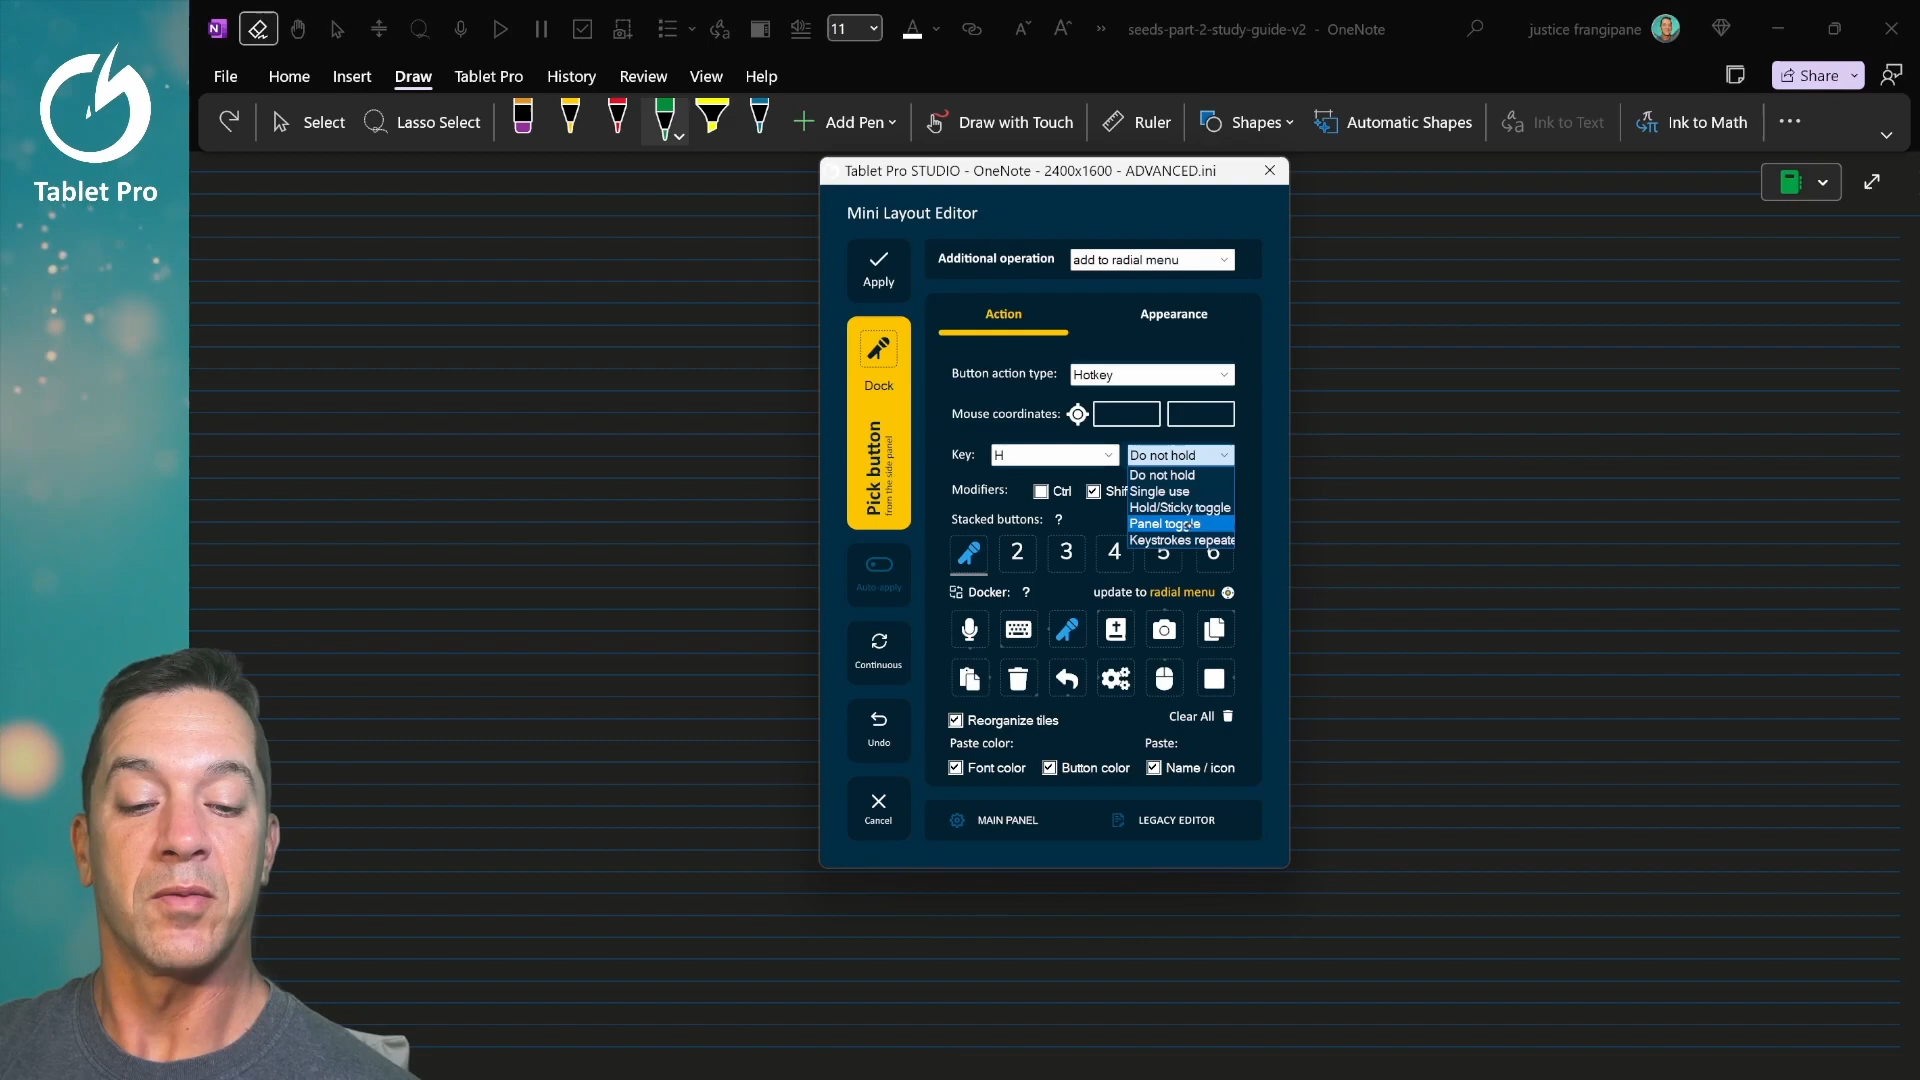 Tablet Pro
11
seeds-part-2-study-guide-v2 - OneNote
justice frangipane
File Home Insert Draw Tablet Pro History Review View Help
Share
Select
Lasso Select
Add Pen
Draw with Touch
Ruler
Shapes
Automatic Shapes
Ink to Text
Ink to Math
Tablet Pro STUDIO - OneNote - 2400x1600 - ADVANCED.ini
Mini Layout Editor
Apply
Additional operation
add to radial menu
Dock
Pick button
from the side panel
Auto-apply
Continuous
Undo
Cancel
Action
Appearance
Button action type:
Hotkey
Mouse coordinates:
Key:
H
Do not hold
Do not hold
Single use
Hold/Sticky toggle
Panel toggle
Keystrokes repeate
Modifiers:
Ctrl
Shif
Stacked buttons: ?
2 3 4 5 6
Docker: ?
update to radial menu
Reorganize tiles
Clear All
Paste color:
Paste:
Font color
Button color
Name / icon
MAIN PANEL
LEGACY EDITOR